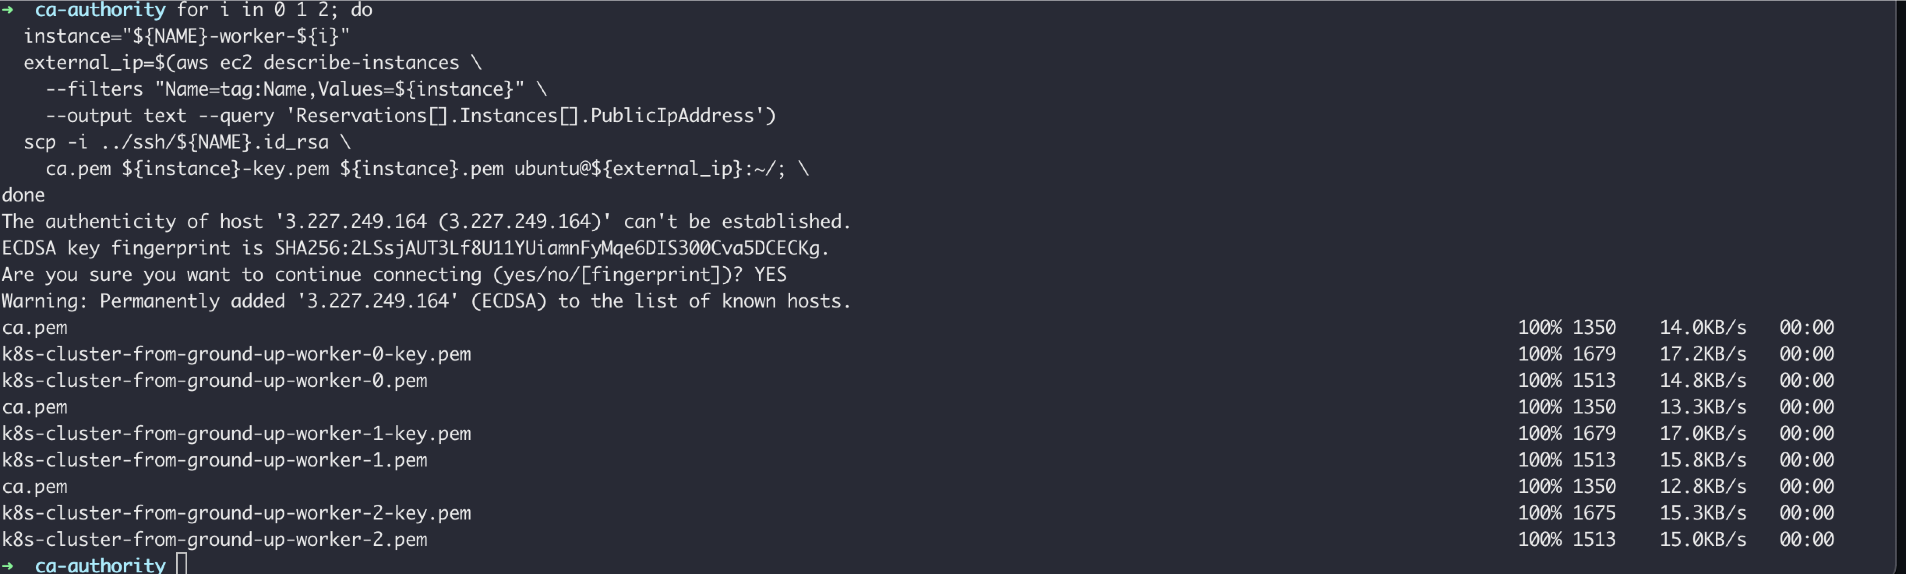 → ca-authority for i in 0 1 2; do
instance="${NAME}-worker-${i}"
external_ip=$(aws ec2 describe-instances \
--filters "Name=tag:Name,Values=${instance}" \
--output text --query 'Reservations[].Instances[].PublicIpAddress')
scp -i ../ssh/${NAME}.id_rsa \
ca.pem ${instance}-key.pem ${instance}.pem ubuntu@${external_ip}:~/; \
done
The authenticity of host '3.227.249.164 (3.227.249.164)' can't be established.
ECDSA key fingerprint is SHA256:2LSsjAUT3Lf8U11YUiamnFyMqe6DIS300Cva5DCECKg.
Are you sure you want to continue connecting (yes/no/[fingerprint])? YES
Warning: Permanently added '3.227.249.164' (ECDSA) to the list of known hosts.
ca.pem 100% 1350 14.0KB/s 00:00
k8s-cluster-from-ground-up-worker-0-key.pem 100% 1679 17.2KB/s 00:00
k8s-cluster-from-ground-up-worker-0.pem 100% 1513 14.8KB/s 00:00
ca.pem 100% 1350 13.3KB/s 00:00
k8s-cluster-from-ground-up-worker-1-key.pem 100% 1679 17.0KB/s 00:00
k8s-cluster-from-ground-up-worker-1.pem 100% 1513 15.8KB/s 00:00
ca.pem 100% 1350 12.8KB/s 00:00
k8s-cluster-from-ground-up-worker-2-key.pem 100% 1675 15.3KB/s 00:00
k8s-cluster-from-ground-up-worker-2.pem 100% 1513 15.0KB/s 00:00
→ ca-authority